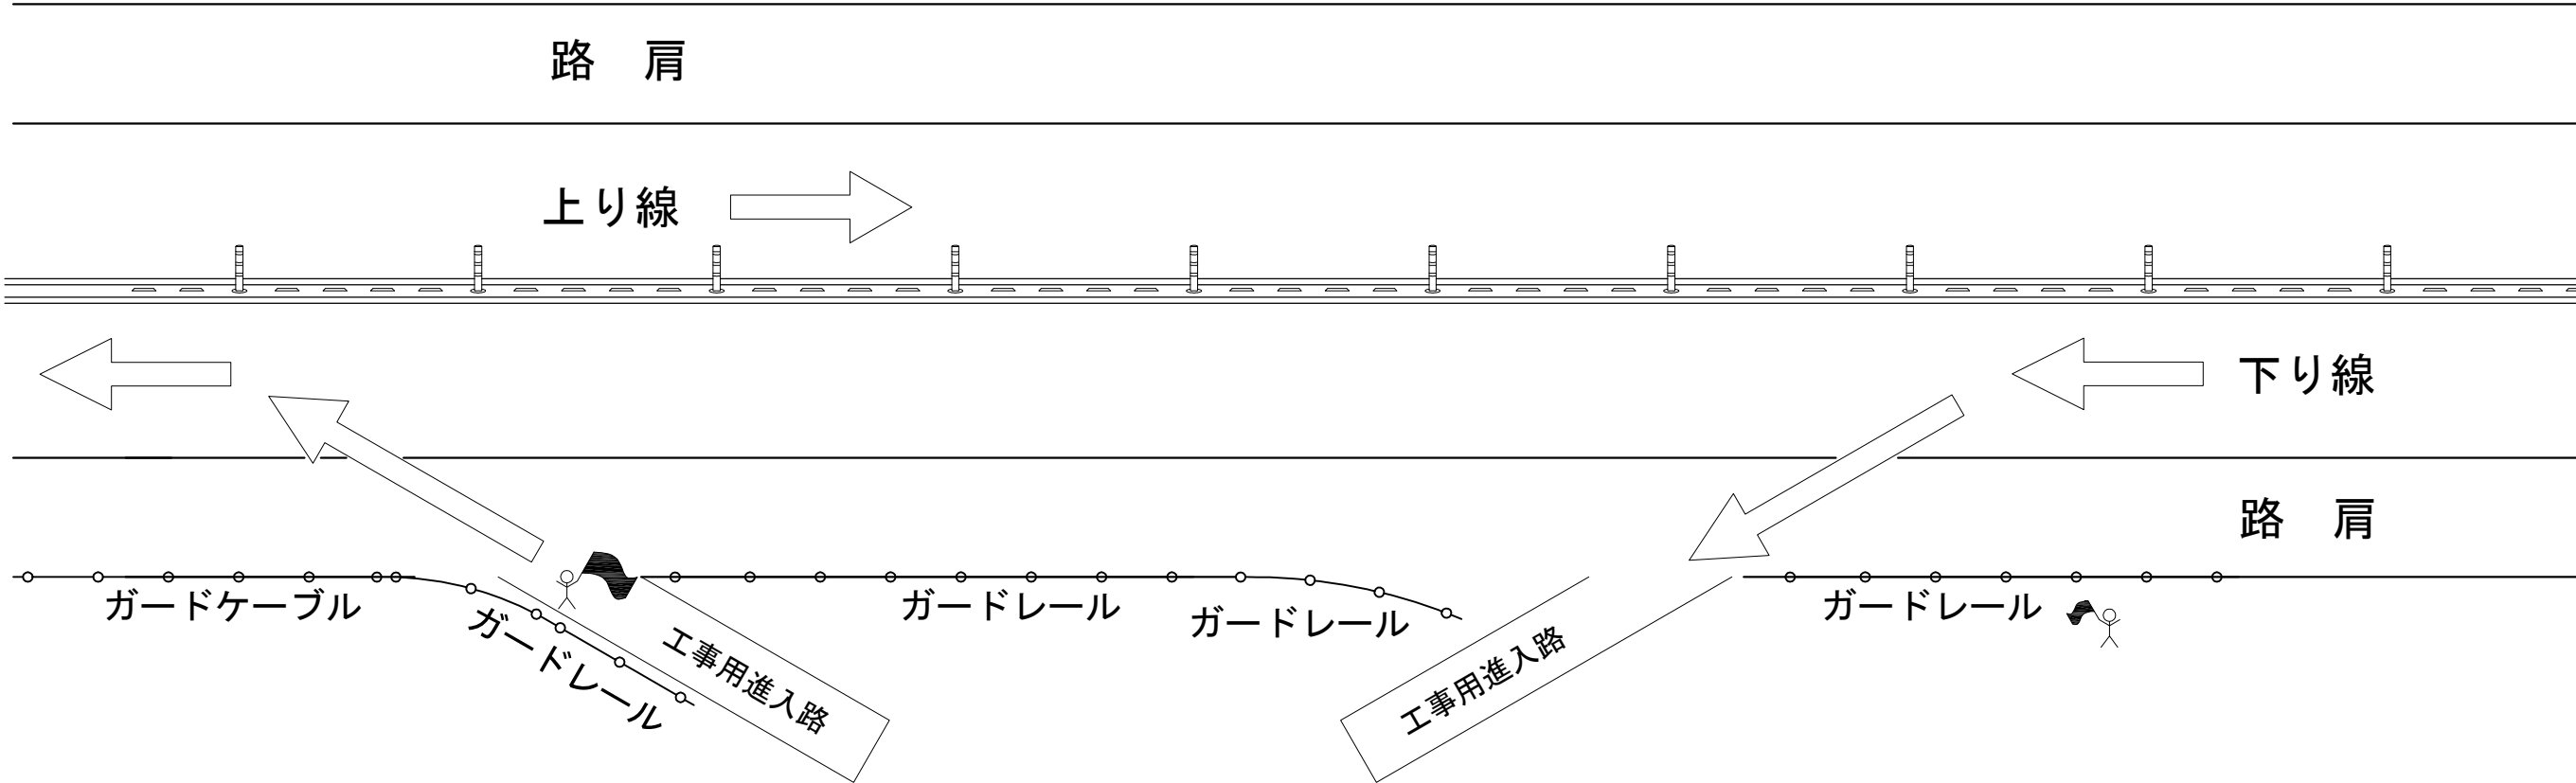 路　肩
上り線
下り線
路　肩
ガードケーブル
ガードレール
工事用進入路
ガードレール
ガードレール
工事用進入路
ガードレール